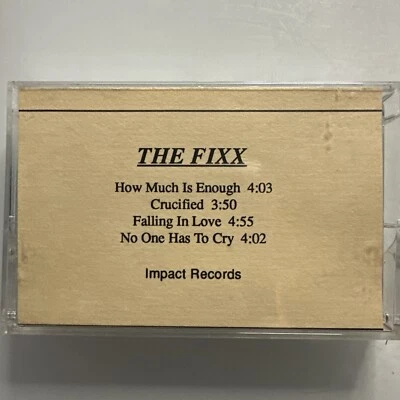 THE FIXX
How Much Is Enough 4:03
Crucified 3:50
Falling In Love 4:55
No One Has To Cry 4:02
Impact Records